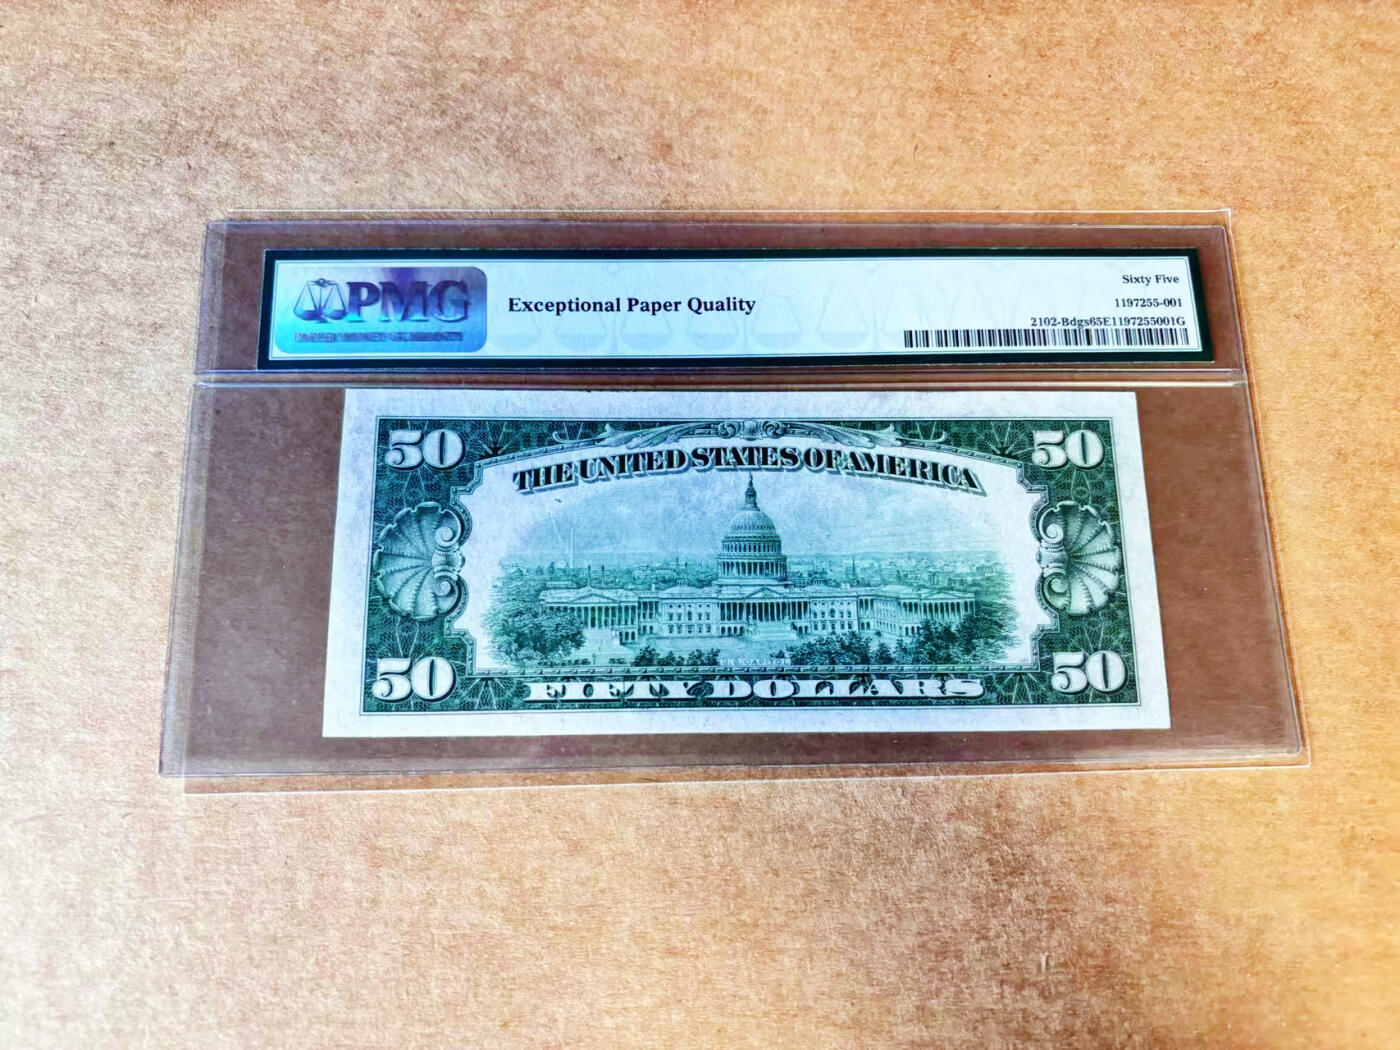 PMG
Exceptional Paper Quality
Sixty Five
1197255-001
2102-Bdgs65E1197255001G
50
50
THE UNITED STATES OF AMERICA
U.S. CAPITOL
50
50
FIFTY DOLLARS